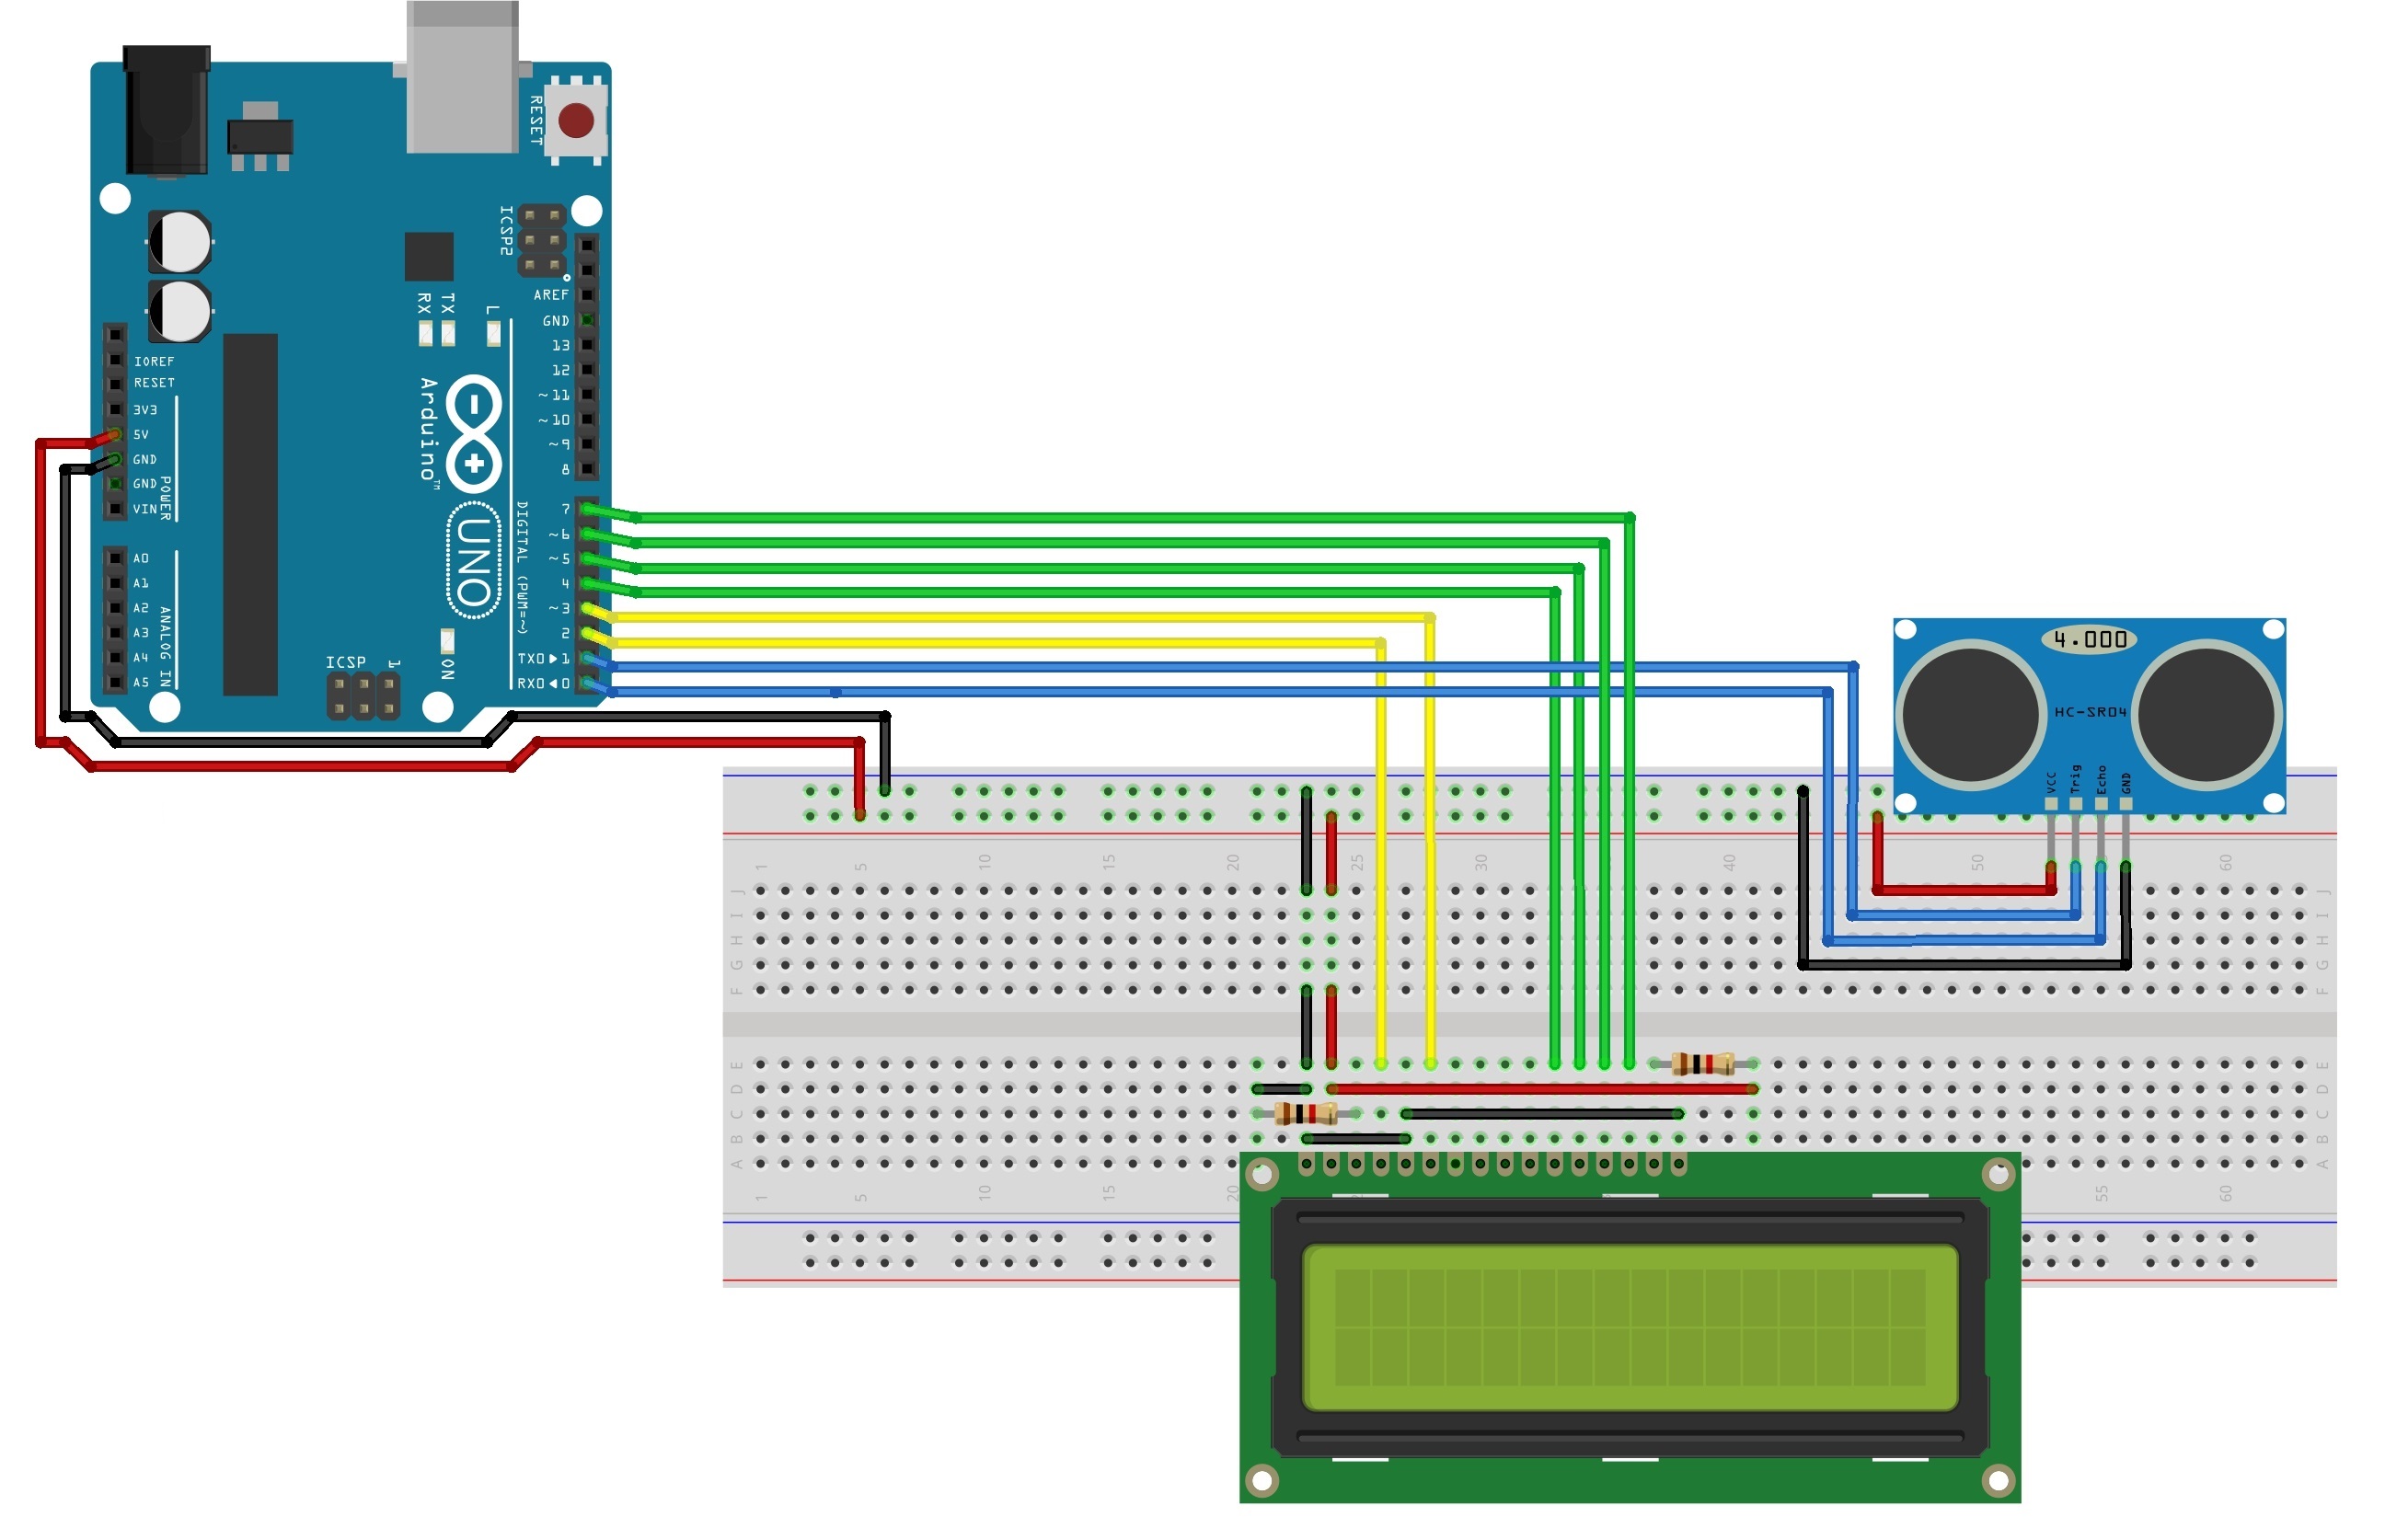 RESET
ICSP2
AREF
GND
13
12
~11
~10
~9
8
7
~6
~5
4
~3
2
TX0▶1
RX0◀0
DIGITAL (PWM=~)
RX
TX
L
Arduino™
UNO
ON
ICSP
1
IOREF
RESET
3V3
5V
GND
GND
VIN
POWER
A0
A1
A2
A3
A4
A5
ANALOG IN
4.000
HC-SR04
VCC
Trig
Echo
GND
1
5
10
15
20
25
30
40
50
60
J
J
I
I
H
H
G
G
F
F
E
E
D
D
C
C
B
B
A
A
1
5
10
15
20
55
60